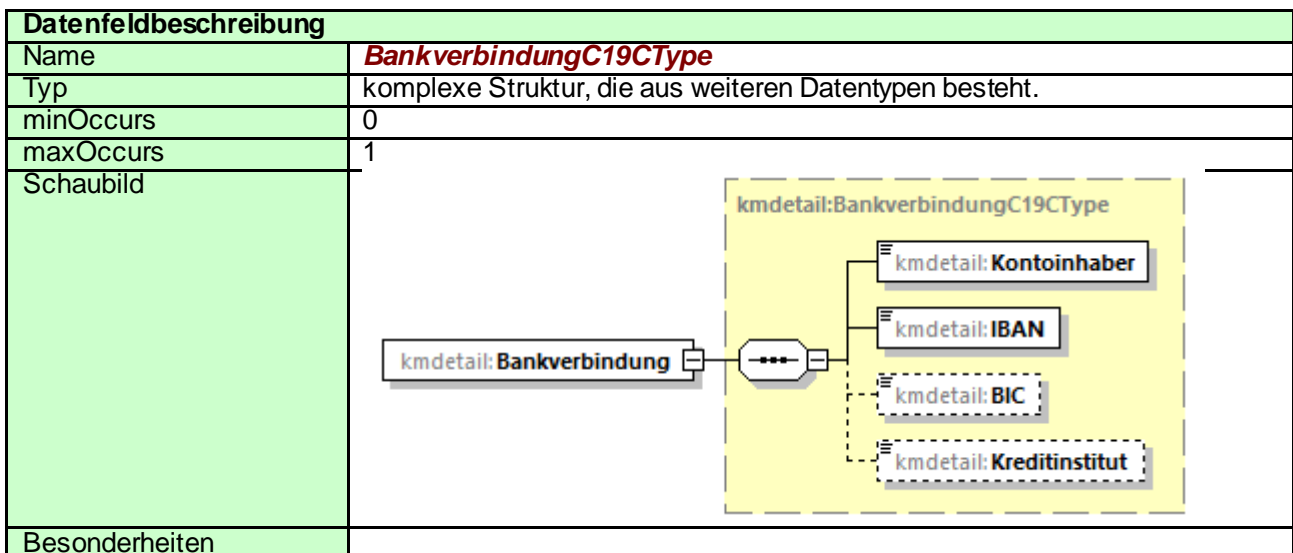 Datenfeldbeschreibung
Name BankverbindungC19CType
Typ komplexe Struktur, die aus weiteren Datentypen besteht.
minOccurs 0
maxOccurs 1
Schaubild
kmdetail:BankverbindungC19CType
kmdetail:Kontoinhaber
kmdetail:IBAN
kmdetail:Bankverbindung
kmdetail:BIC
kmdetail:Kreditinstitut
Besonderheiten